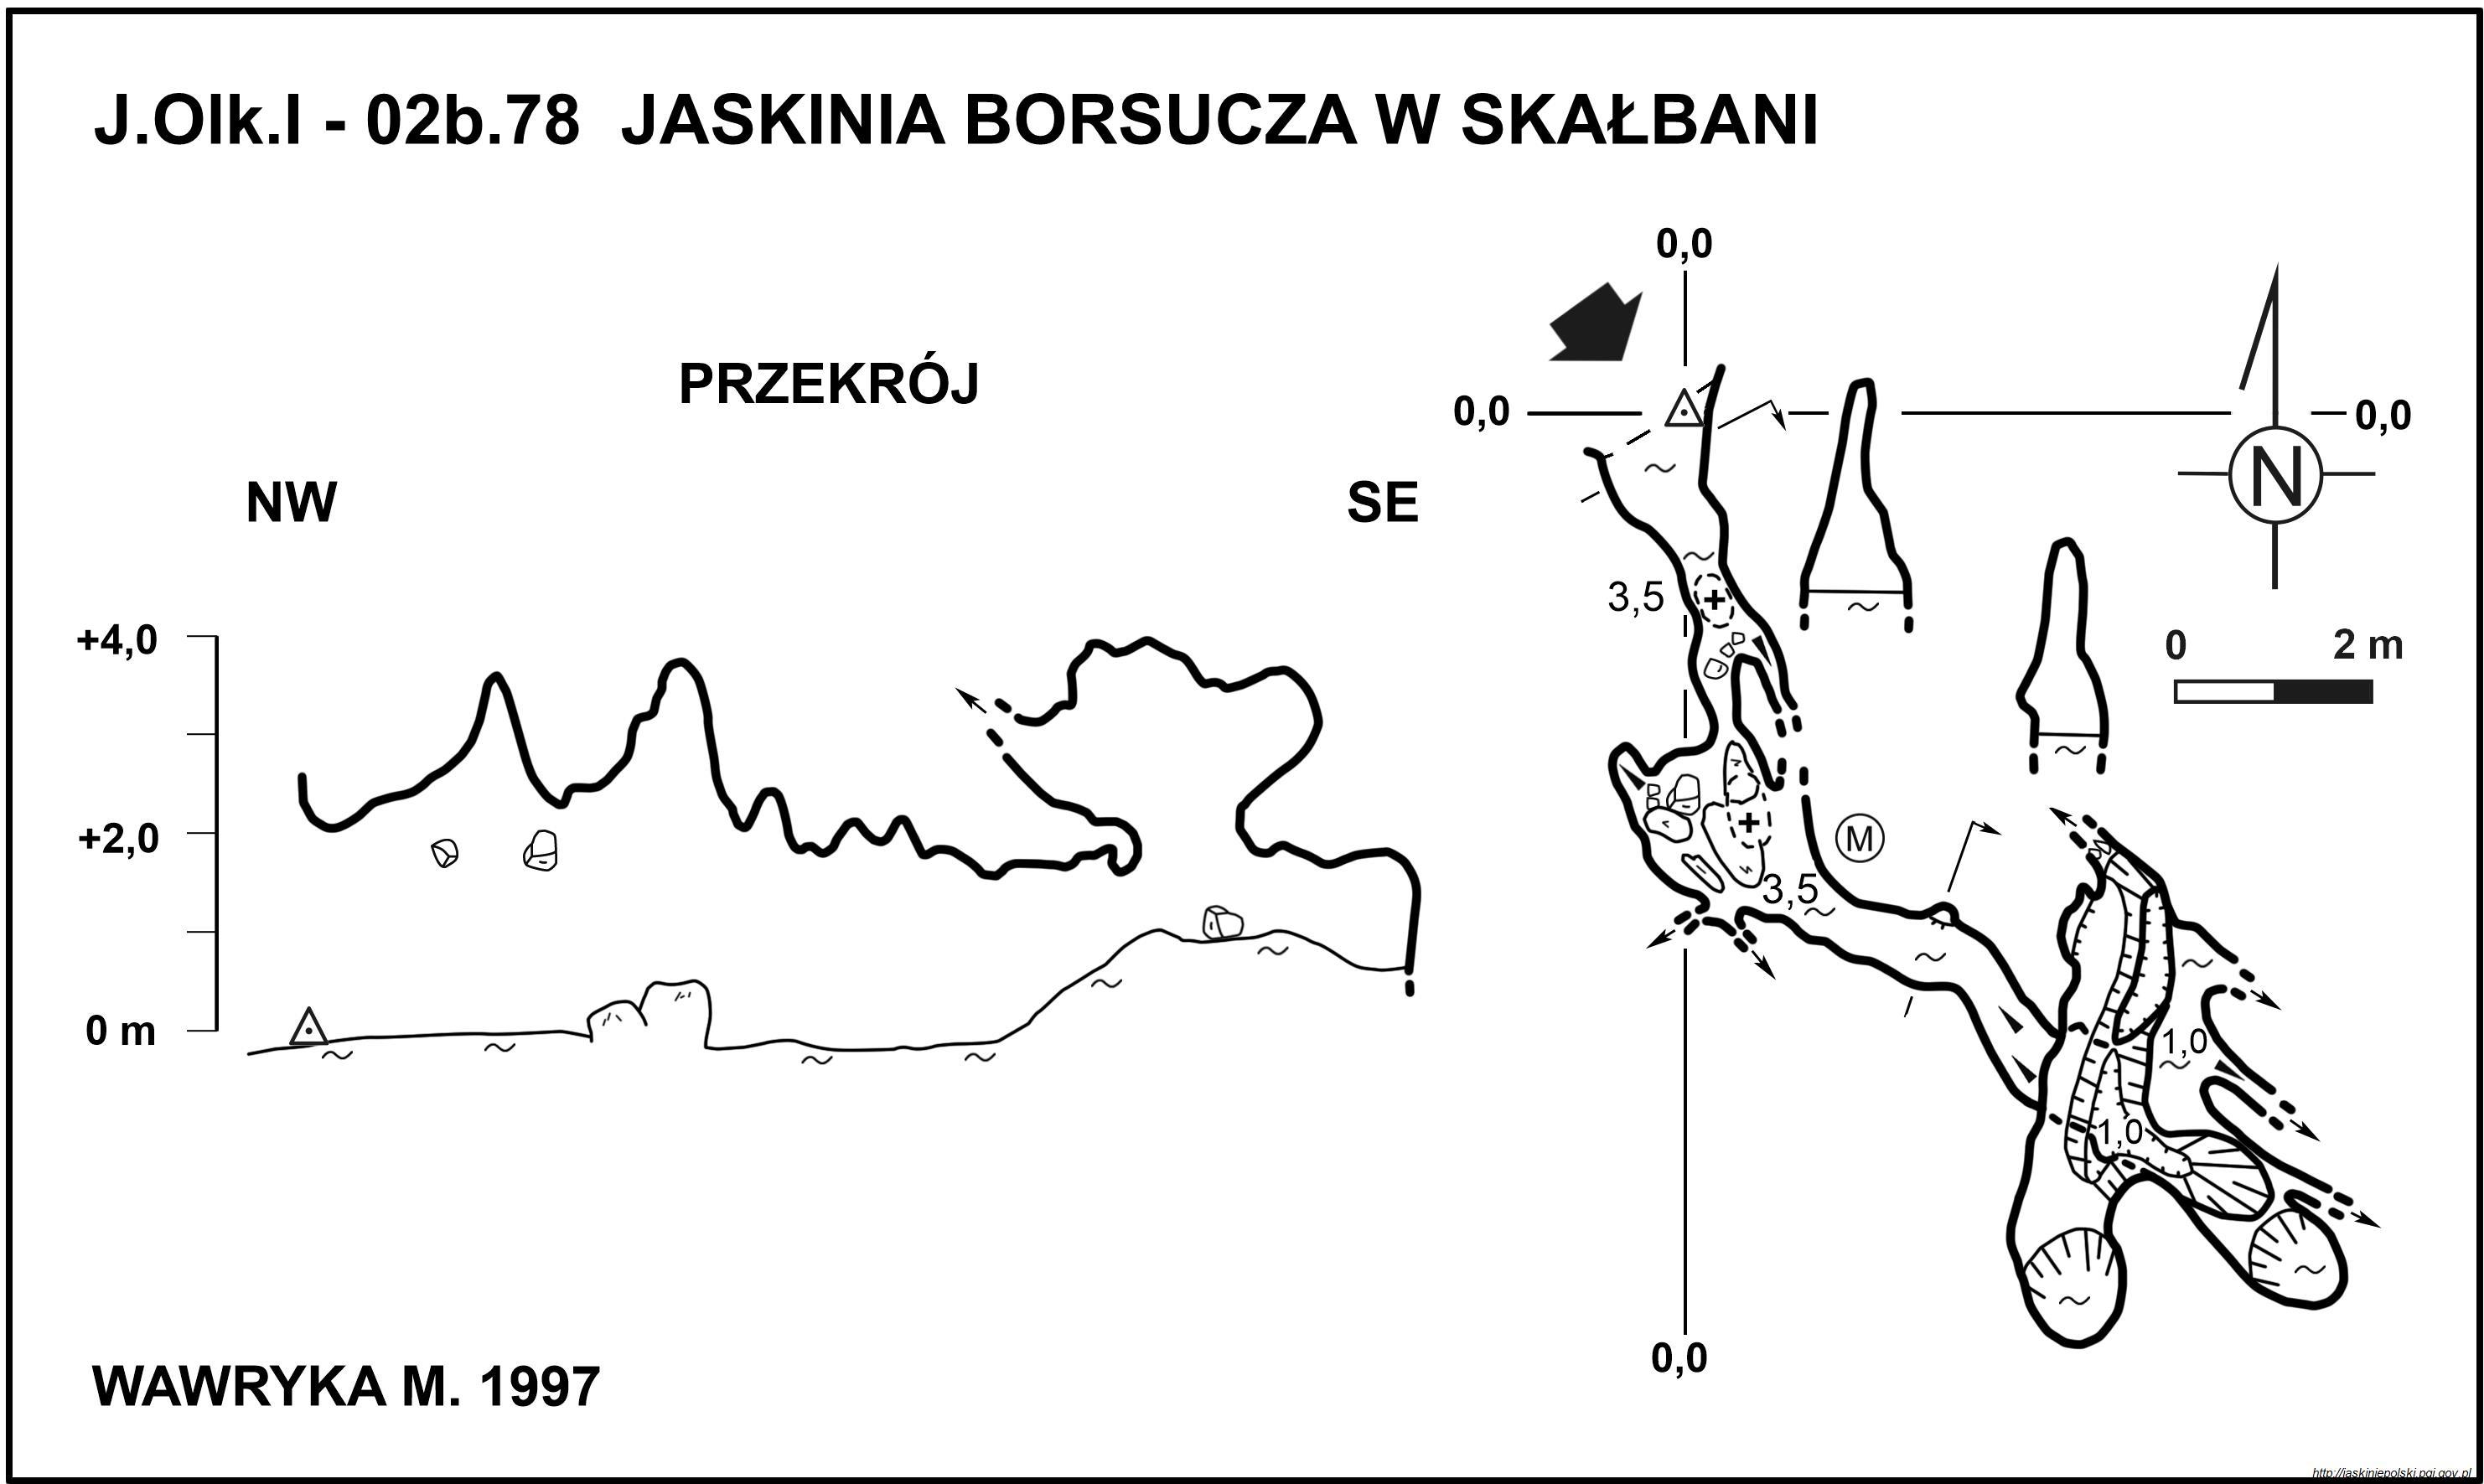 J.Olk.I - 02b.78 JASKINIA BORSUCZA W SKAŁBANI
0,0
PRZEKRÓJ
0,0
0,0
NW
SE
N
3,5
+4,0
0
2 m
+2,0
M
3,5
0 m
1,0
1,0
0,0
WAWRYKA M. 1997
http://jaskiniepolski.pgi.gov.pl